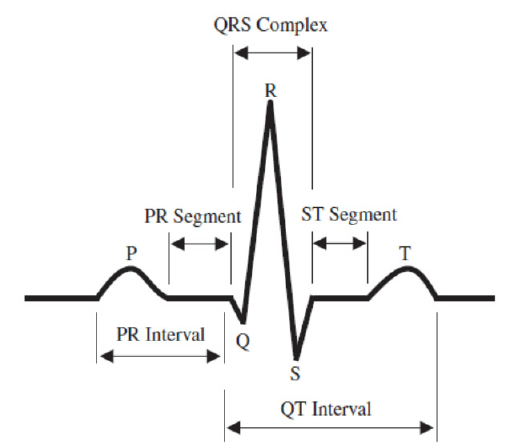 QRS Complex
R
PR Segment
ST Segment
P
T
PR Interval
Q
S
QT Interval